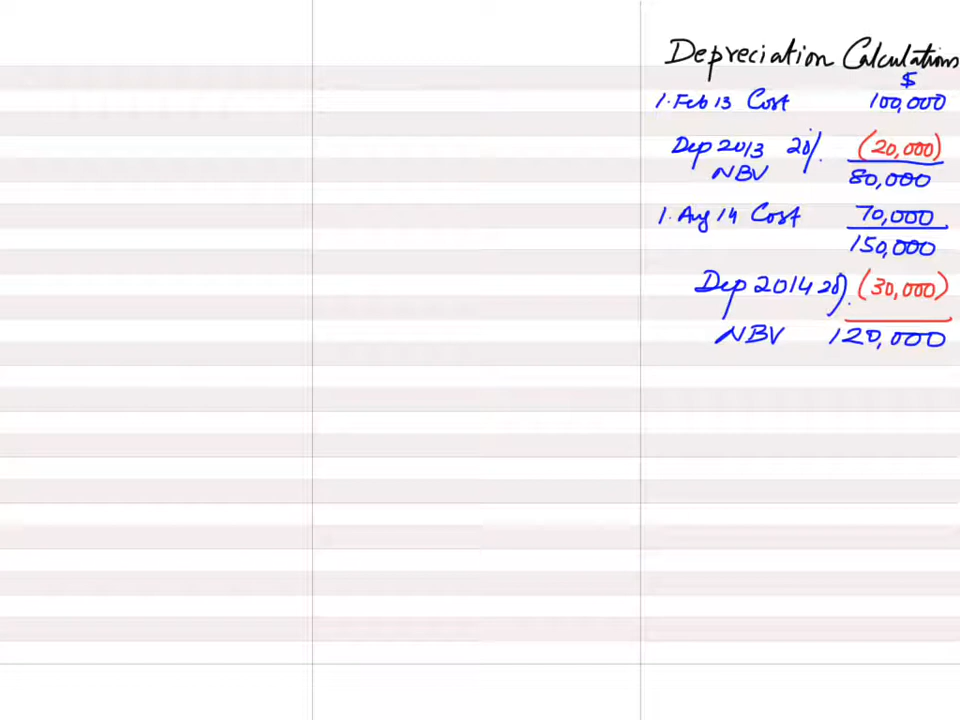 Depreciation Calculations
$
1. Feb 13 Cost 100,000
Dep 2013 20% (20,000)
NBV 80,000
1. Aug 14 Cost 70,000
150,000
Dep 2014 20% (30,000)
NBV 120,000